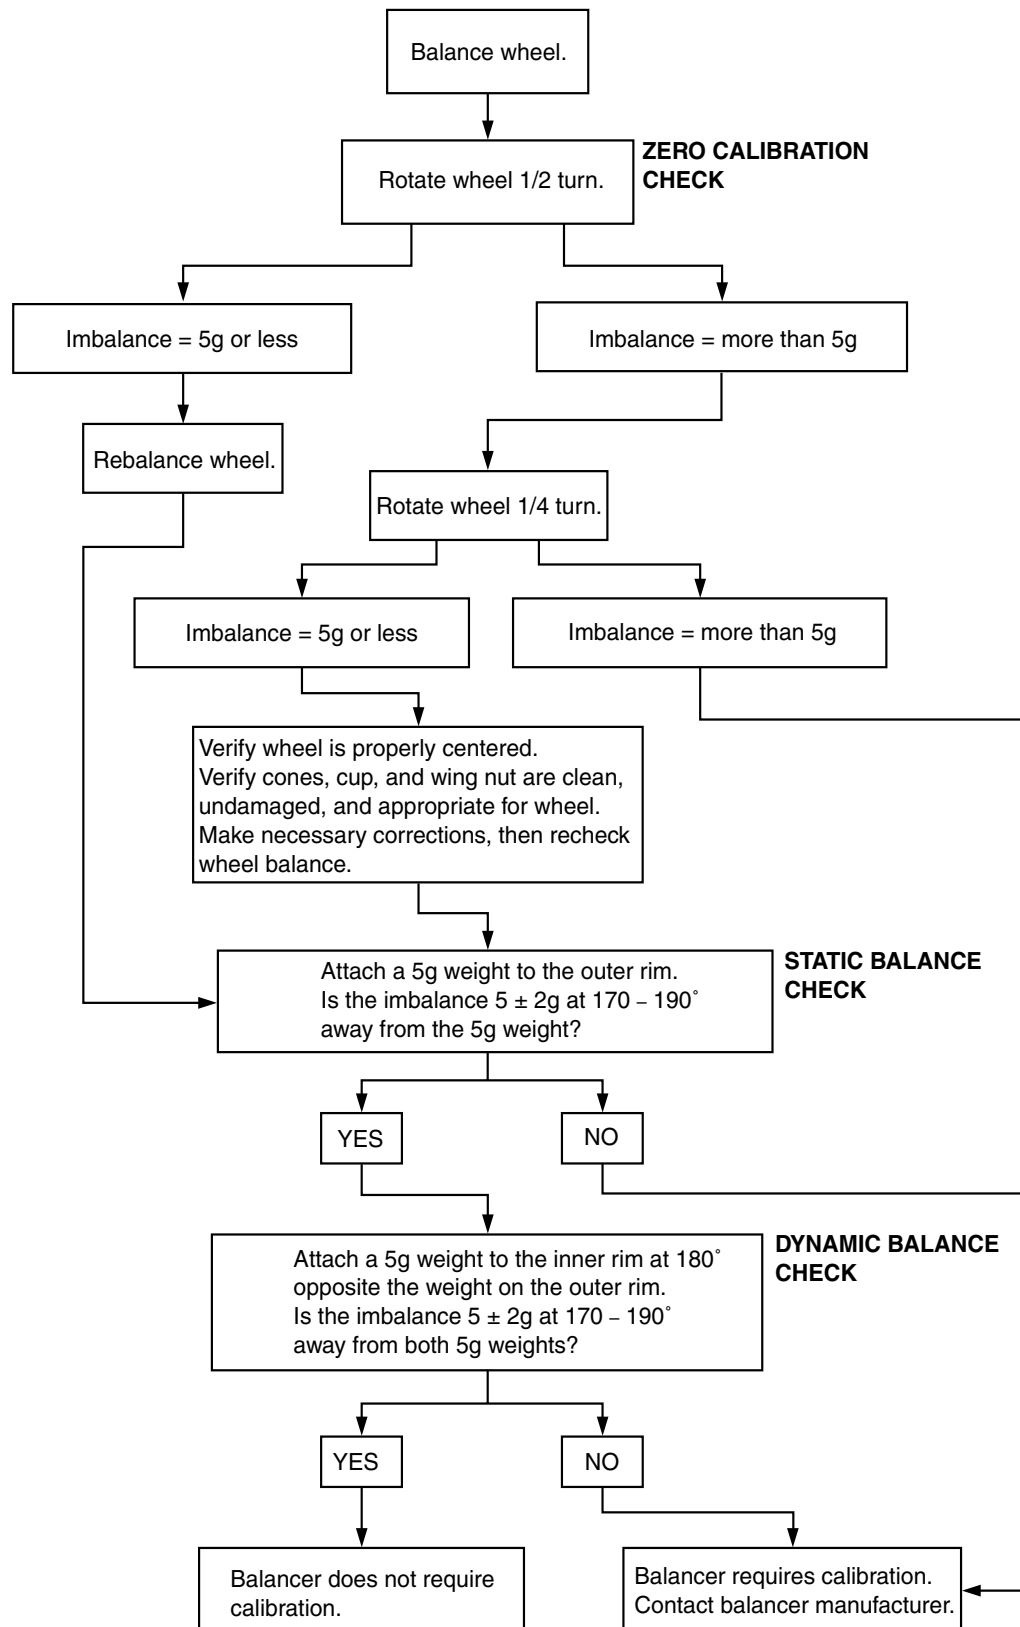 Balance wheel.
ZERO CALIBRATION
CHECK
Rotate wheel 1/2 turn.
Imbalance = 5g or less
Imbalance = more than 5g
Rebalance wheel.
Rotate wheel 1/4 turn.
Imbalance = 5g or less
Imbalance = more than 5g
Verify wheel is properly centered.
Verify cones, cup, and wing nut are clean,
undamaged, and appropriate for wheel.
Make necessary corrections, then recheck
wheel balance.
STATIC BALANCE
CHECK
Attach a 5g weight to the outer rim.
Is the imbalance 5 ± 2g at 170 – 190˚
away from the 5g weight?
YES
NO
DYNAMIC BALANCE
CHECK
Attach a 5g weight to the inner rim at 180˚
opposite the weight on the outer rim.
Is the imbalance 5 ± 2g at 170 – 190˚
away from both 5g weights?
YES
NO
Balancer does not require
calibration.
Balancer requires calibration.
Contact balancer manufacturer.